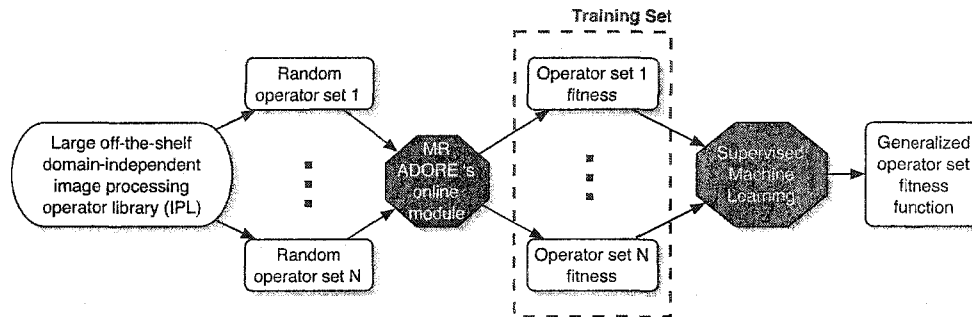 Training Set
Random
operator set 1
Operator set 1
fitness
Large off-the-shelf
domain-independent
image processing
operator library (IPL)
MR
ADORE's
online
module
Supervised
Machine
Learning
Generalized
operator set
fitness
function
Random
operator set N
Operator set N
fitness